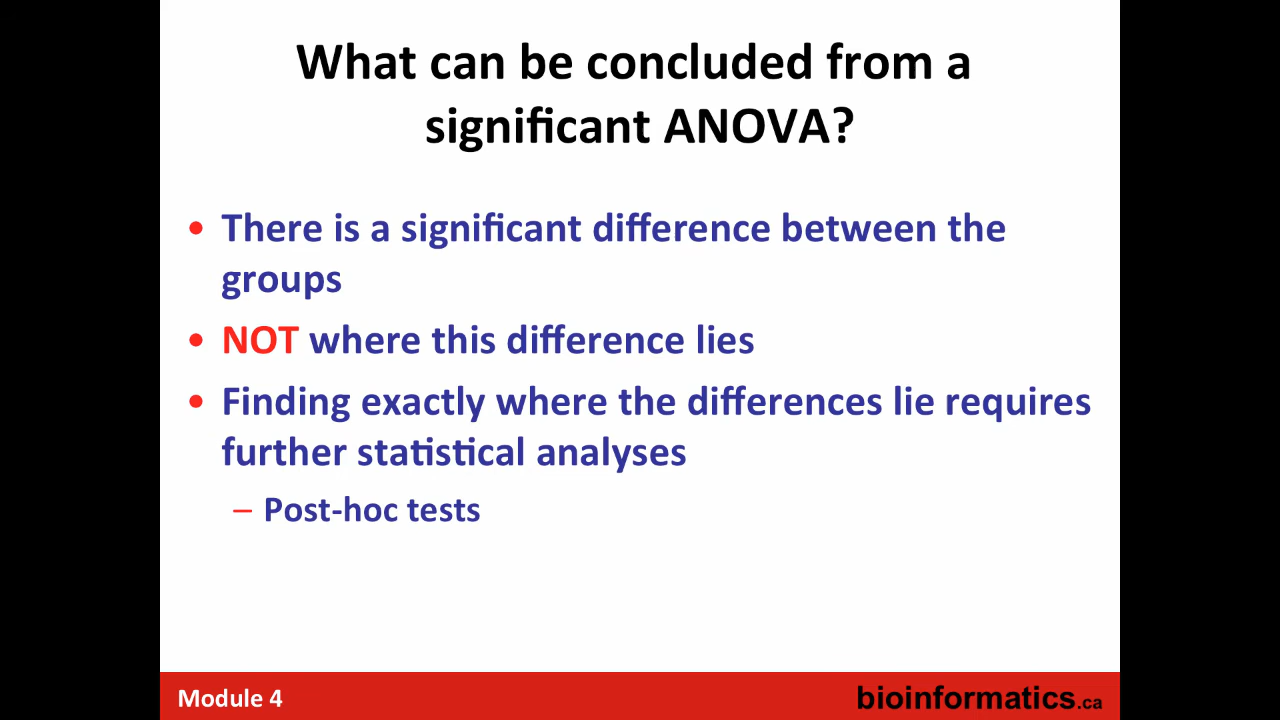 What can be concluded from a
significant ANOVA?
• There is a significant difference between the
groups
• NOT where this difference lies
• Finding exactly where the differences lie requires
further statistical analyses
– Post-hoc tests
Module 4
bioinformatics.ca